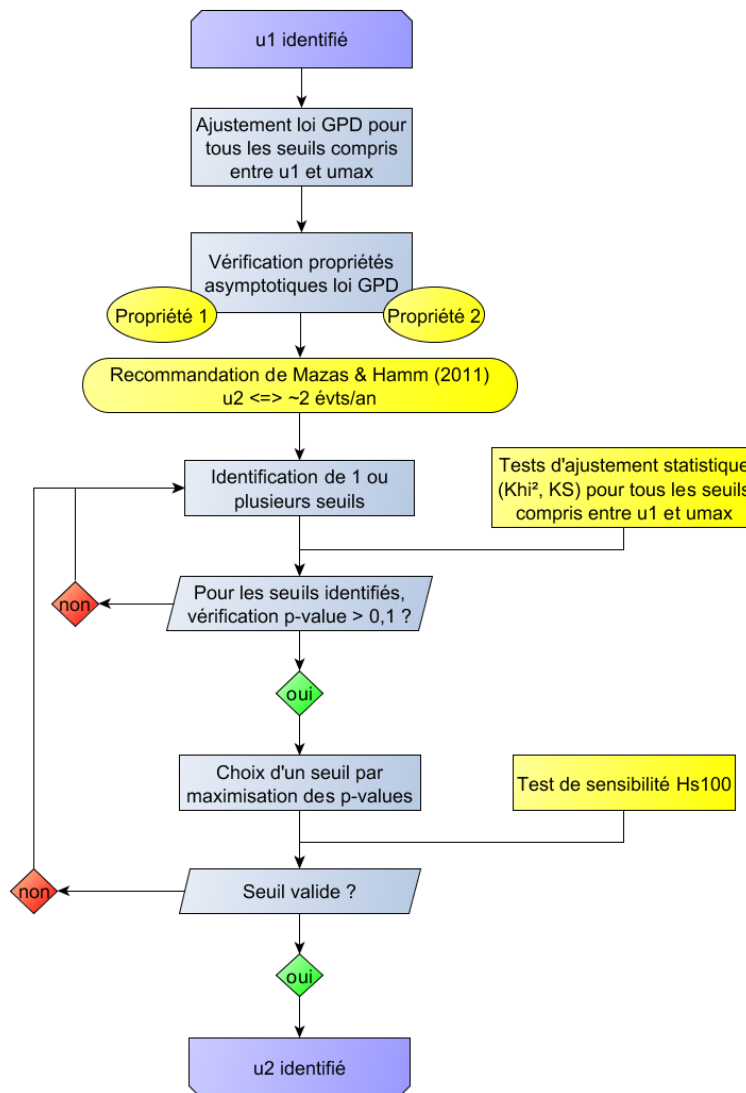 u1 identifié
Ajustement loi GPD pour
tous les seuils compris
entre u1 et umax
Vérification propriétés
asymptotiques loi GPD
Propriété 1
Propriété 2
Recommandation de Mazas & Hamm (2011)
u2 <=> ~2 évts/an
Identification de 1 ou
plusieurs seuils
Tests d'ajustement statistique
(Khi², KS) pour tous les seuils
compris entre u1 et umax
Pour les seuils identifiés,
vérification p-value > 0,1 ?
non
oui
Choix d'un seuil par
maximisation des p-values
Test de sensibilité Hs100
Seuil valide ?
non
oui
u2 identifié